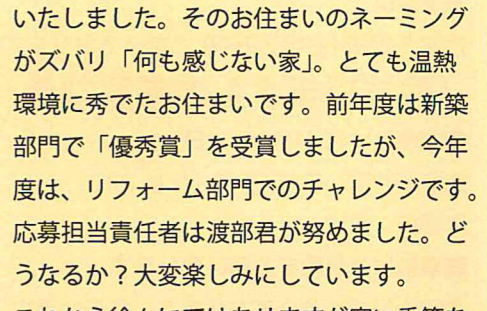 いたしました。そのお住まいのネーミング
がズバリ「何も感じない家」。とても温熱
環境に秀でたお住まいです。前年度は新築
部門で「優秀賞」を受賞しましたが、今年
度は、リフォーム部門でのチャレンジです。
応募担当責任者は渡部君が努めました。ど
うなるか？大変楽しみにしています。